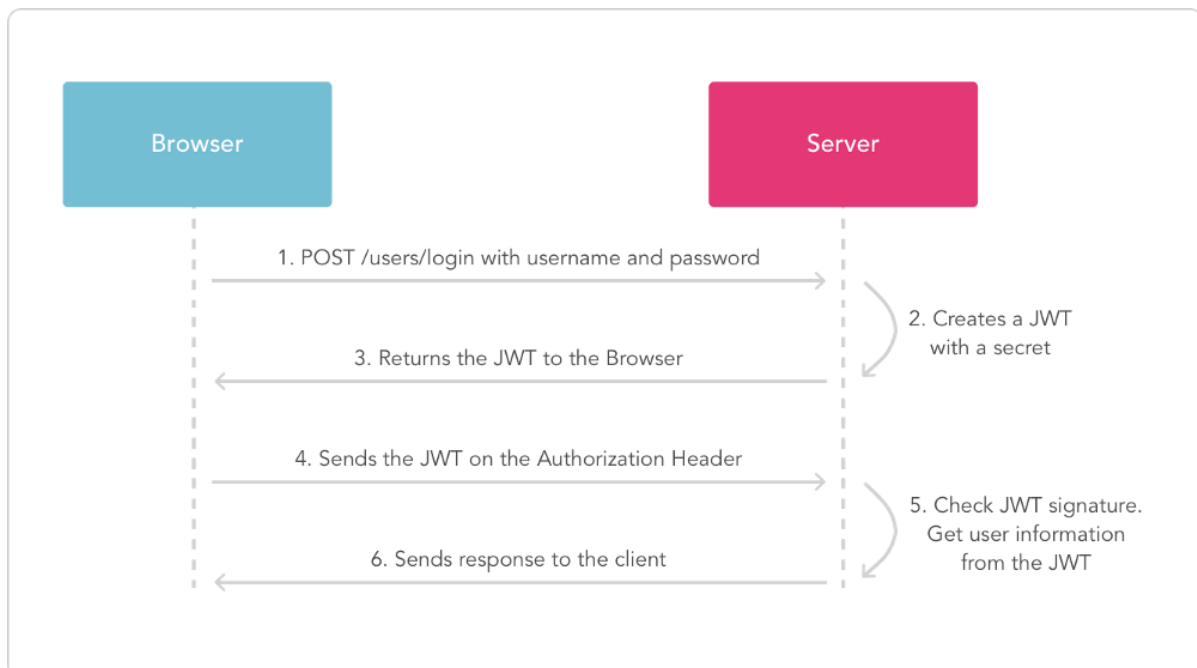 Browser
Server
1. POST /users/login with username and password
2. Creates a JWT
with a secret
3. Returns the JWT to the Browser
4. Sends the JWT on the Authorization Header
5. Check JWT signature.
Get user information
from the JWT
6. Sends response to the client